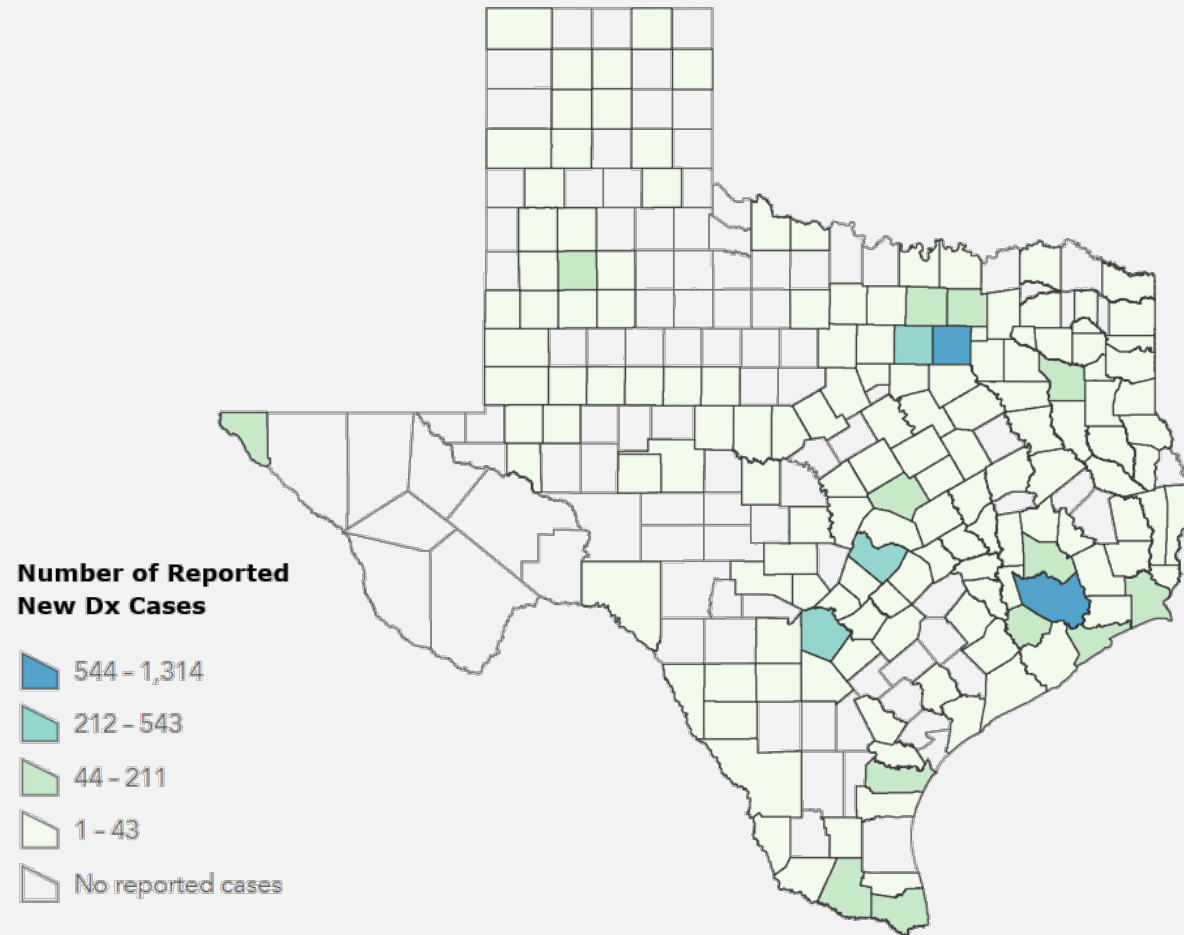 Number of Reported
New Dx Cases
544 – 1,314
212 – 543
44 – 211
1 – 43
No reported cases